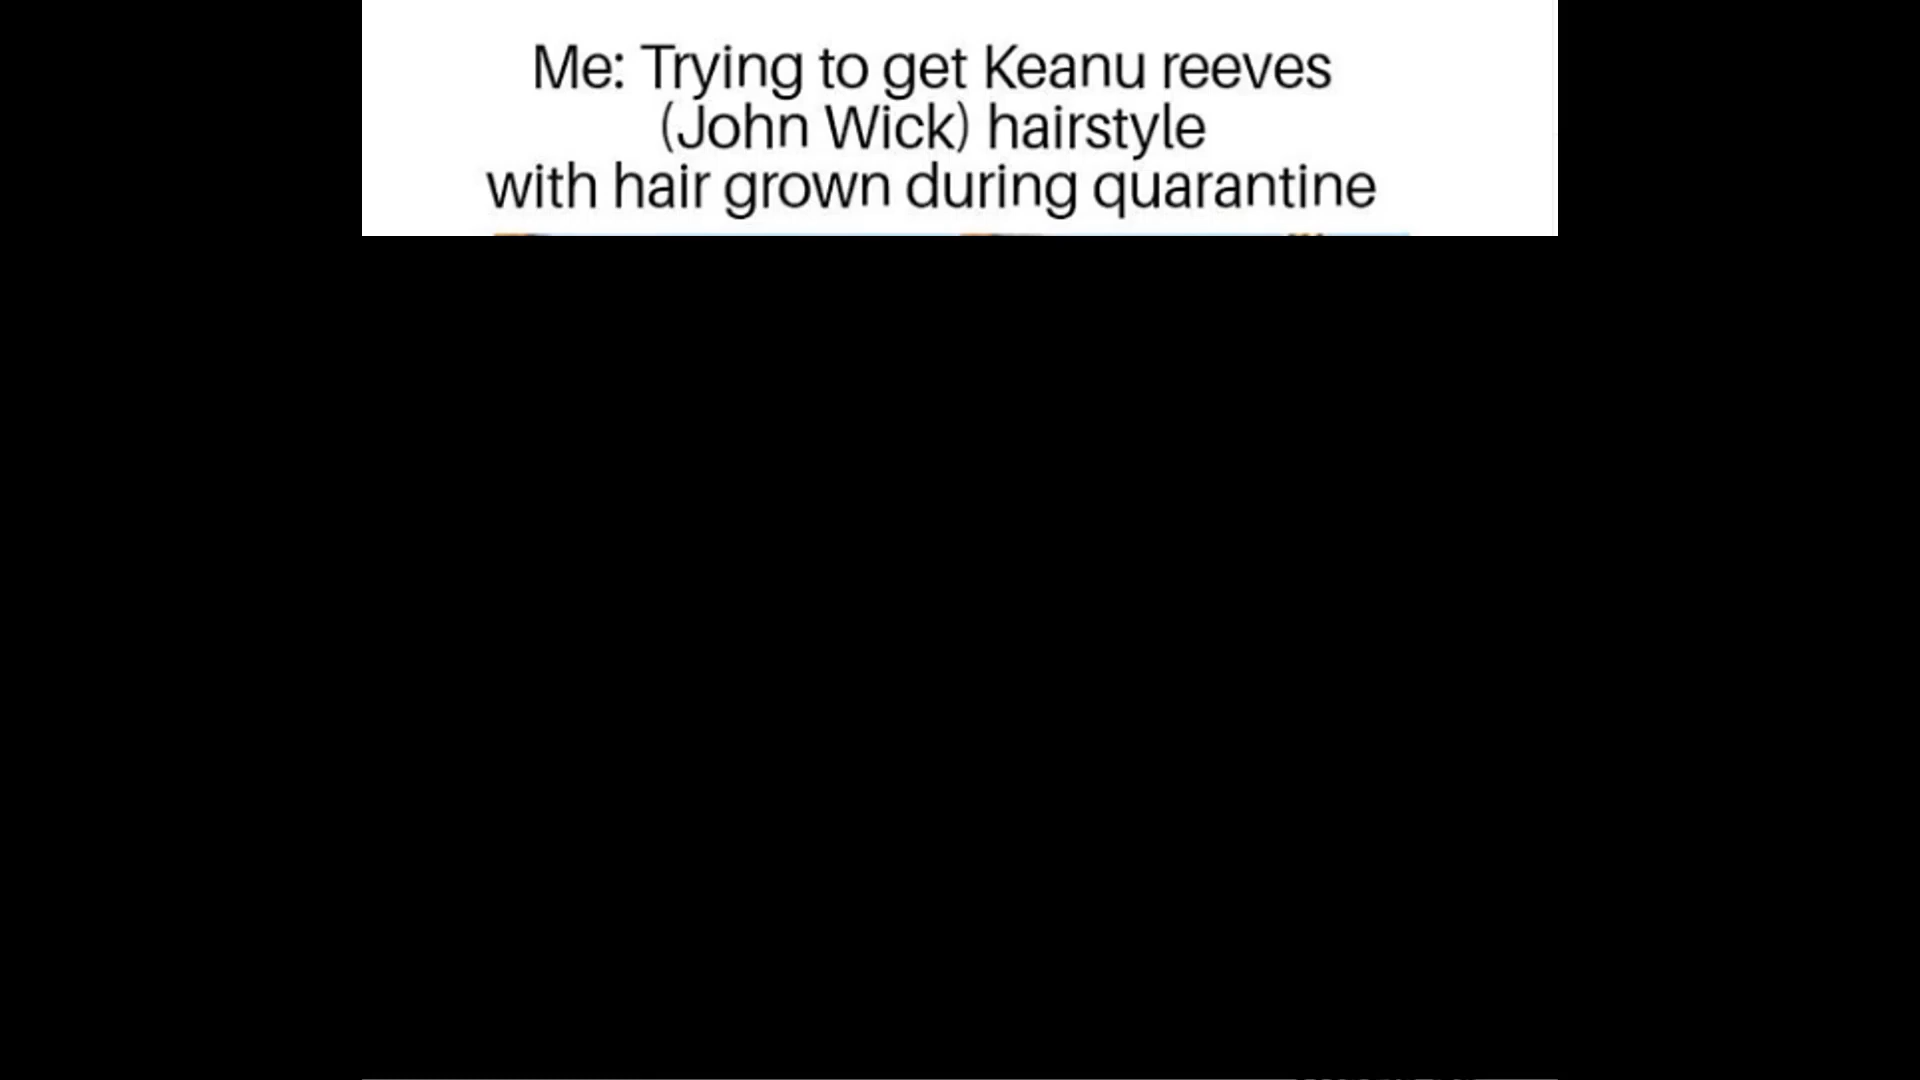 Me: Trying to get Keanu reeves
(John Wick) hairstyle
with hair grown during quarantine